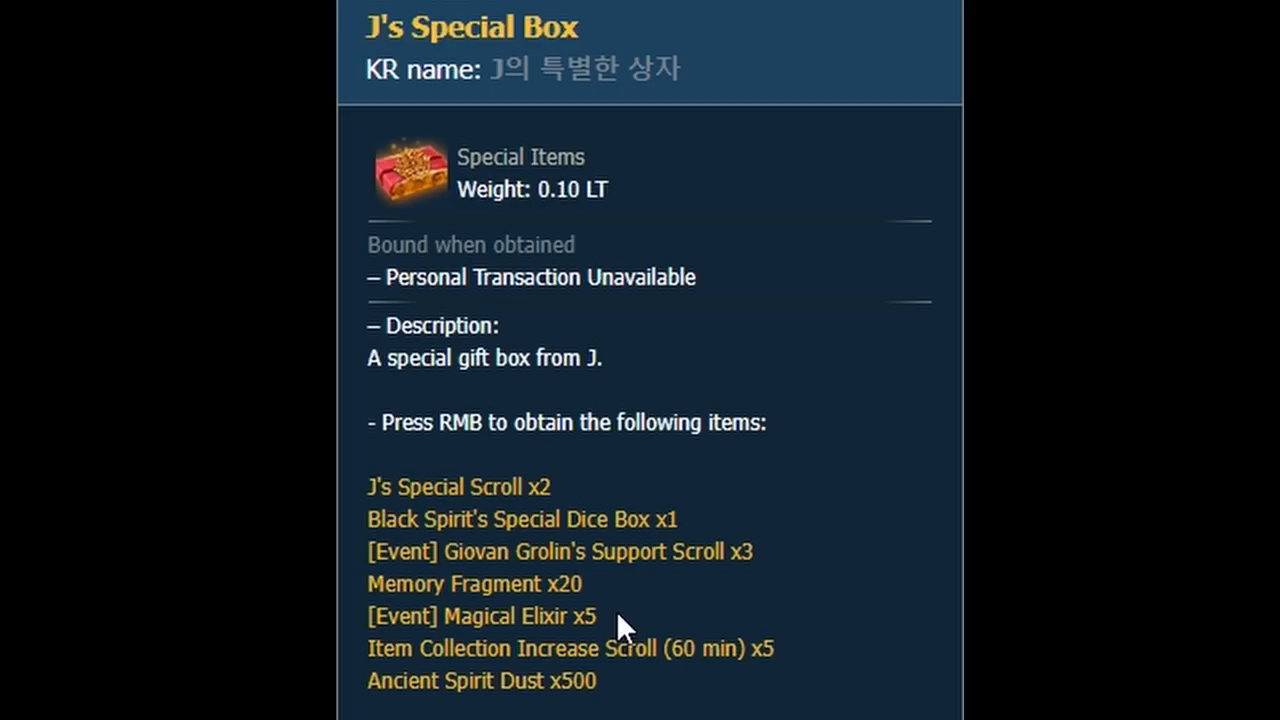 J's Special Box
KR name: J의 특별한 상자
Special Items
Weight: 0.10 LT
Bound when obtained
– Personal Transaction Unavailable
– Description:
A special gift box from J.
- Press RMB to obtain the following items:
J's Special Scroll x2
Black Spirit's Special Dice Box x1
[Event] Giovan Grolin's Support Scroll x3
Memory Fragment x20
[Event] Magical Elixir x5
Item Collection Increase Scroll (60 min) x5
Ancient Spirit Dust x500